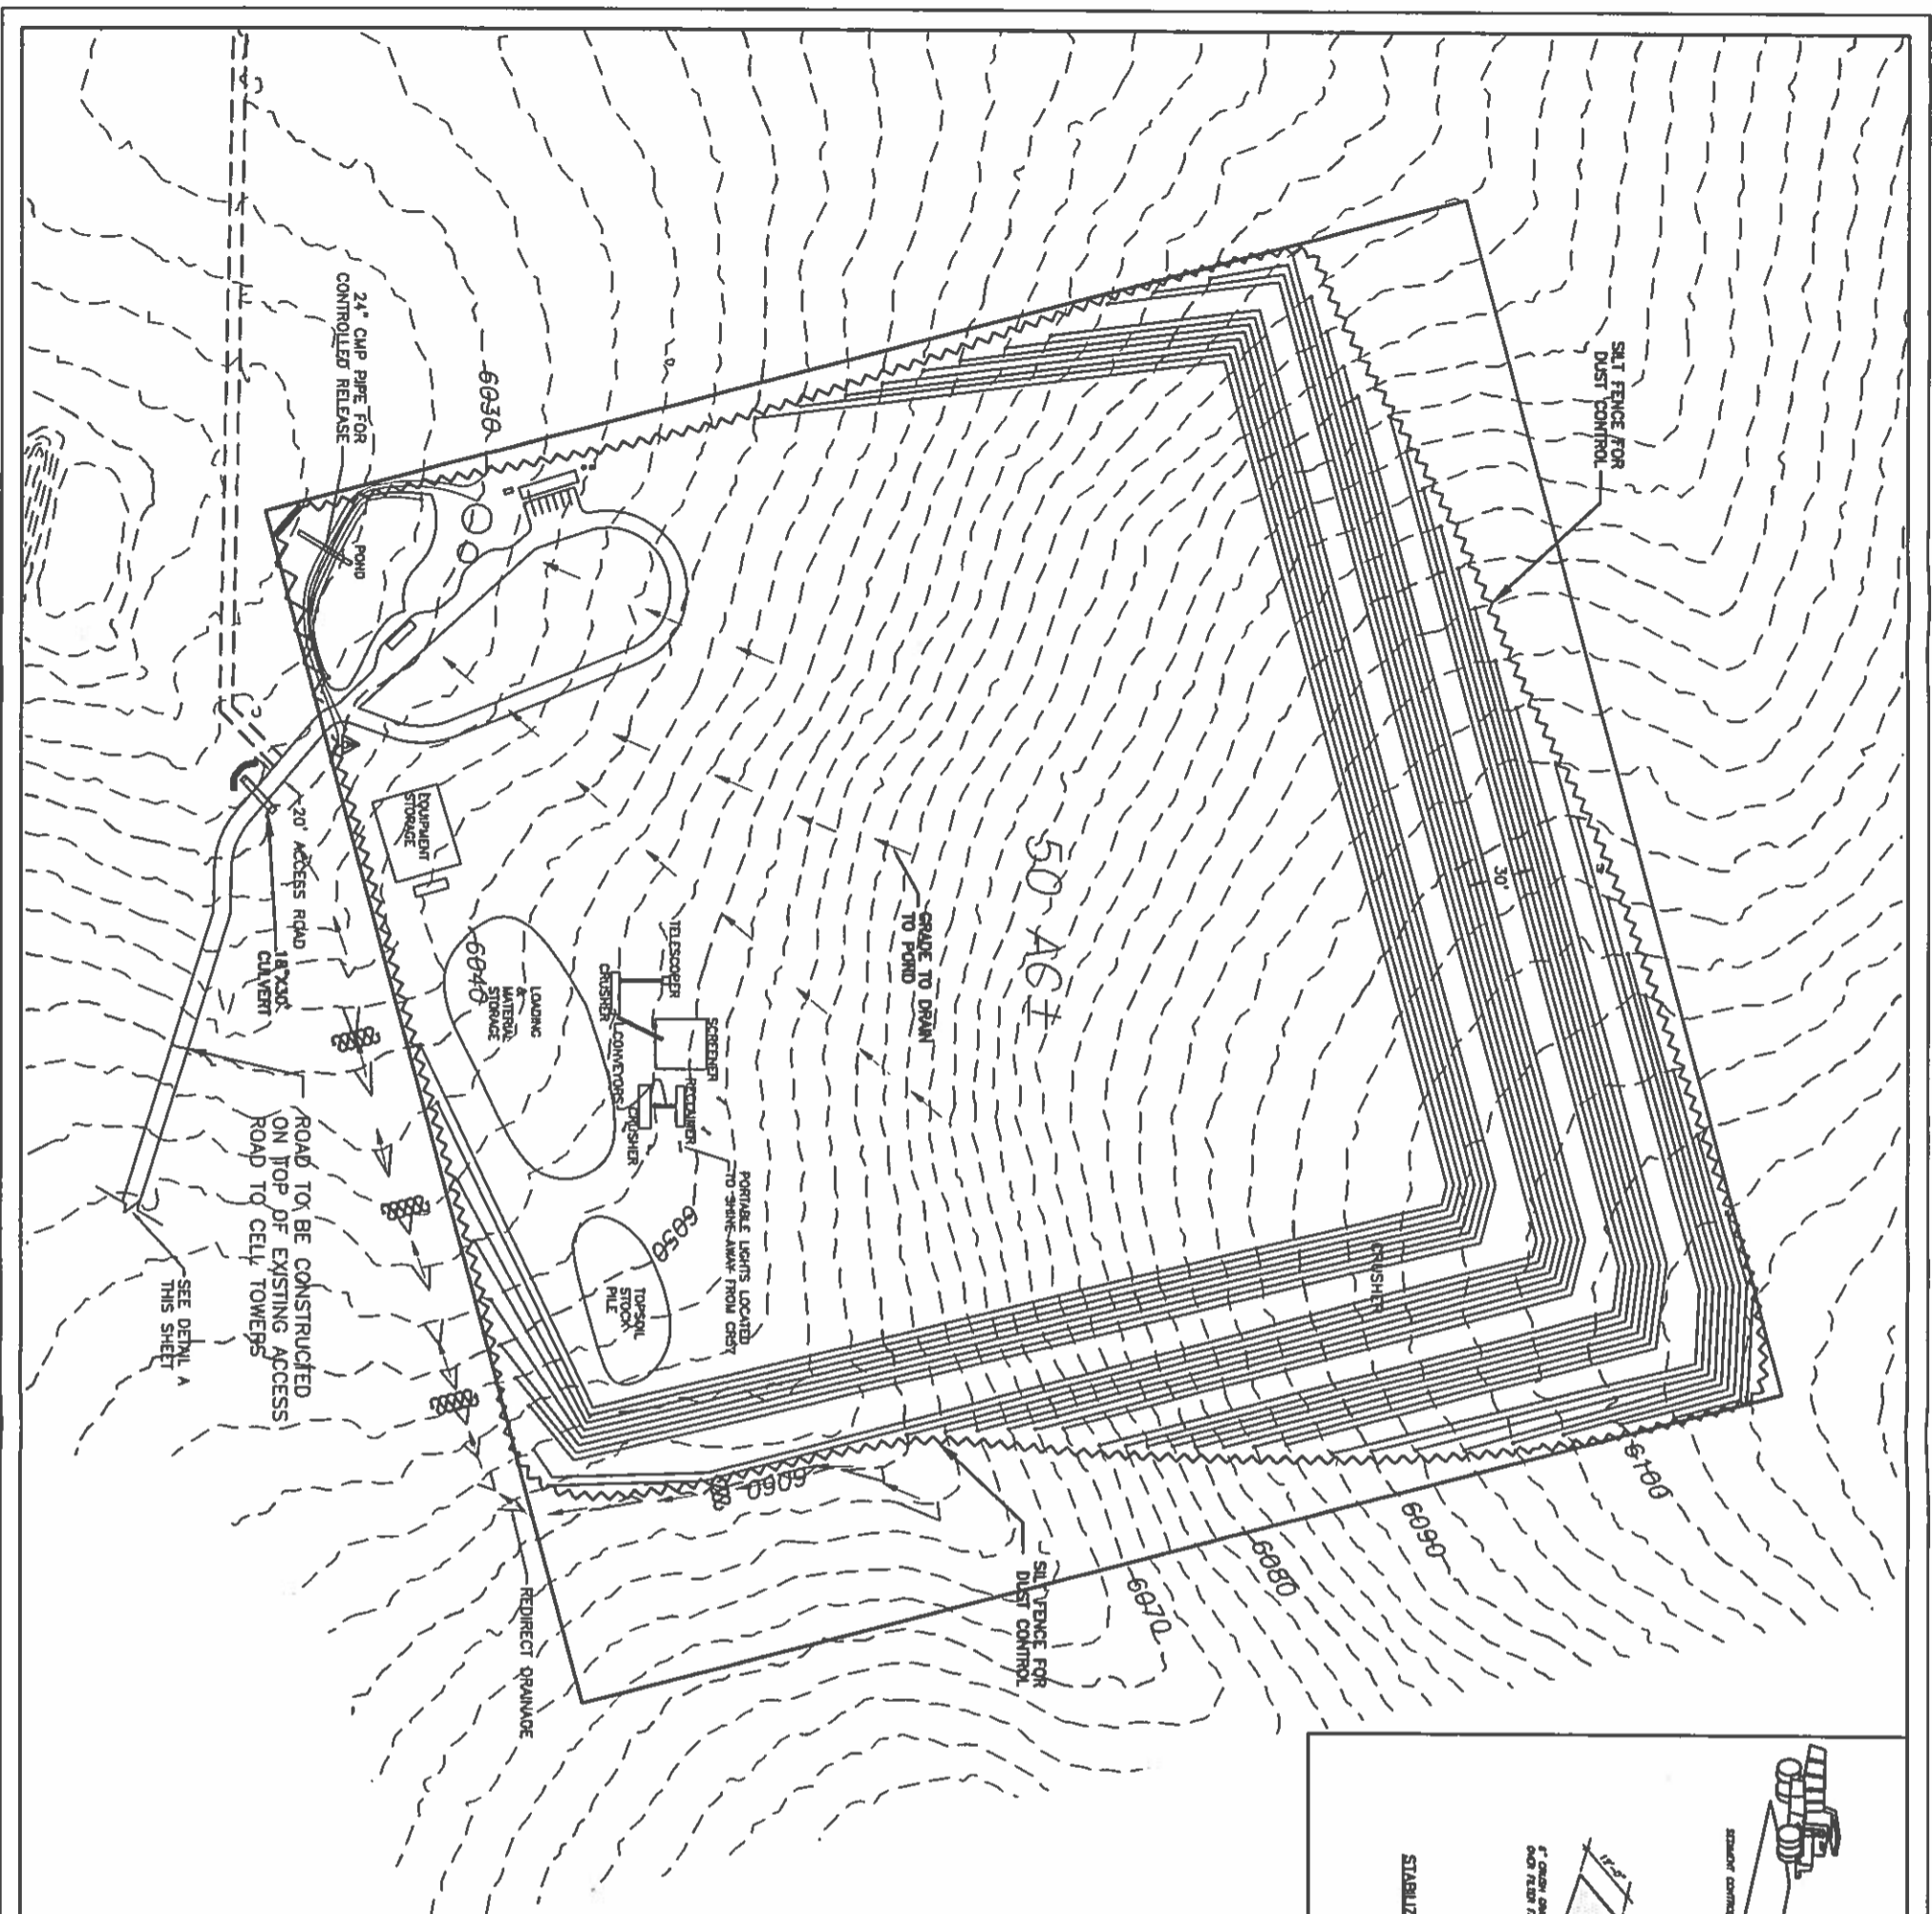 SILT FENCE FOR
DUST CONTROL
24" CMP PIPE FOR
CONTROLLED RELEASE
6030
POND
30'
50 AC±
GRADE TO DRAIN
TO POND
EQUIPMENT
STORAGE
20' ACCESS ROAD
18"X30'
CULVERT
6040
LOADING
&
MATERIAL
STORAGE
TELESCOPER
CRUSHER
CONVEYORS
SCREENER
RECLAIMER
CRUSHER
PORTABLE LIGHTS LOCATED
TO SHINE AWAY FROM
6050
TOPSOIL
STOCK
PILE
CRUSHER
ROAD TO BE CONSTRUCTED
ON TOP OF EXISTING ACCESS
ROAD TO CELL TOWERS
SEE DETAIL A
THIS SHEET
6060
REDIRECT DRAINAGE
SILT FENCE FOR
DUST CONTROL
6070
6080
6090
6100
STABILIZ